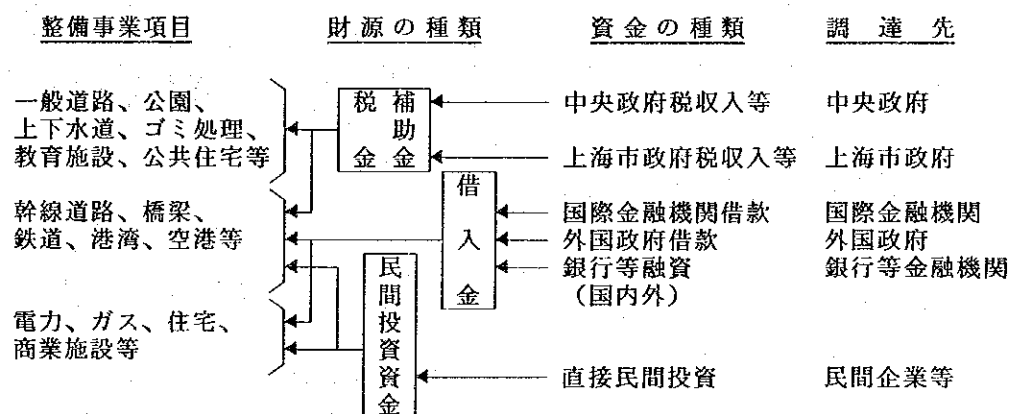 整備事業項目　財源の種類　資金の種類　調達先
一般道路、公園、
上下水道、ゴミ処理、
教育施設、公共住宅等
税金
補助金
中央政府税収入等　中央政府
上海市政府税収入等　上海市政府
幹線道路、橋梁、
鉄道、港湾、空港等
借入金
国際金融機関借款　国際金融機関
外国政府借款　外国政府
銀行等融資　銀行等金融機関
（国内外）
電力、ガス、住宅、
商業施設等
民間投資資金
直接民間投資　民間企業等